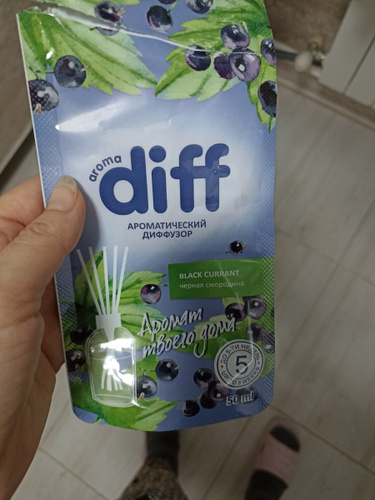 aroma
diff
АРОМАТИЧЕСКИЙ
ДИФФУЗОР
BLACK CURRANT
черная смородина
Аромат
твоего дома
5
50 ml